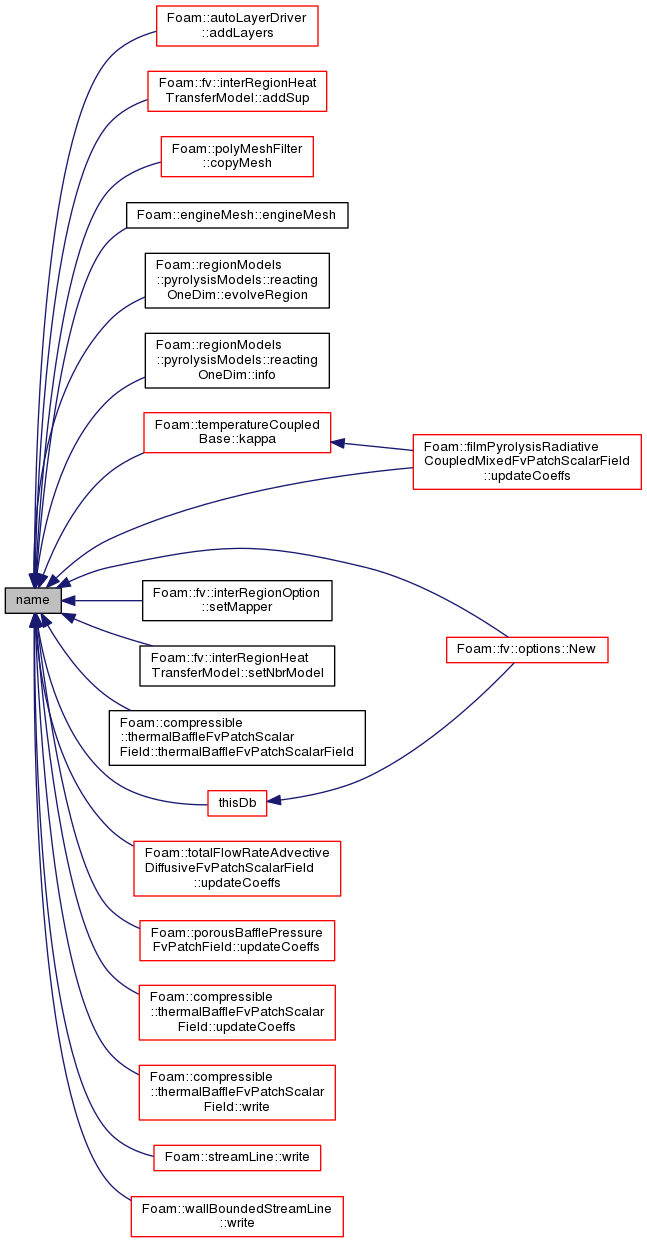 Foam::autoLayerDriver
::addLayers
Foam::fv::interRegionHeat
TransferModel::addSup
Foam::polyMeshFilter
::copyMesh
Foam::engineMesh::engineMesh
Foam::regionModels
::pyrolysisModels::reacting
OneDim::evolveRegion
Foam::regionModels
::pyrolysisModels::reacting
OneDim::info
Foam::temperatureCoupled
Base::kappa
Foam::filmPyrolysisRadiative
CoupledMixedFvPatchScalarField
::updateCoeffs
name
Foam::fv::interRegionOption
::setMapper
Foam::fv::interRegionHeat
TransferModel::setNbrModel
Foam::fv::options::New
Foam::compressible
::thermalBaffleFvPatchScalar
Field::thermalBaffleFvPatchScalarField
thisDb
Foam::totalFlowRateAdvective
DiffusiveFvPatchScalarField
::updateCoeffs
Foam::porousBafflePressure
FvPatchField::updateCoeffs
Foam::compressible
::thermalBaffleFvPatchScalar
Field::updateCoeffs
Foam::compressible
::thermalBaffleFvPatchScalar
Field::write
Foam::streamLine::write
Foam::wallBoundedStreamLine
::write